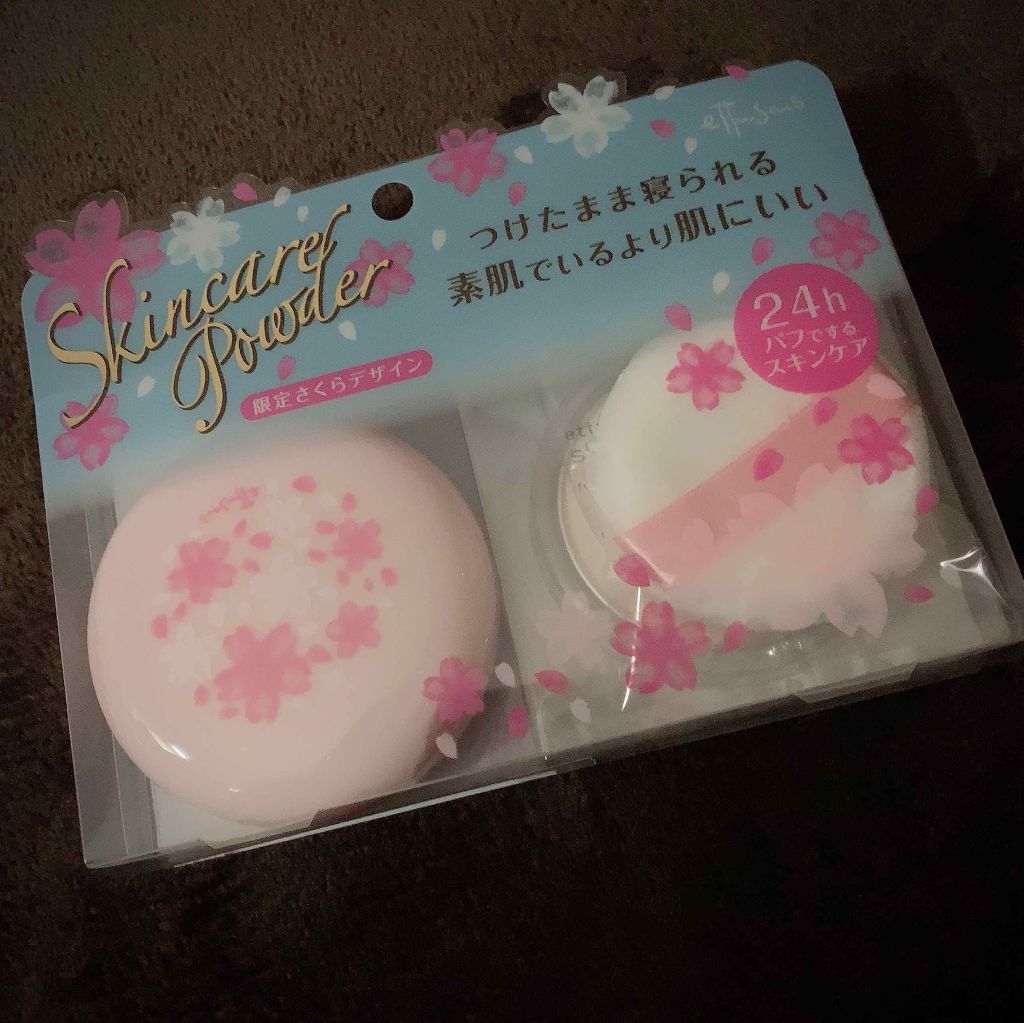 ettusais
つけたまま寝られる
素肌でいるより肌にいい
Skincare
Powder
限定さくらデザイン
24h
パフでする
スキンケア